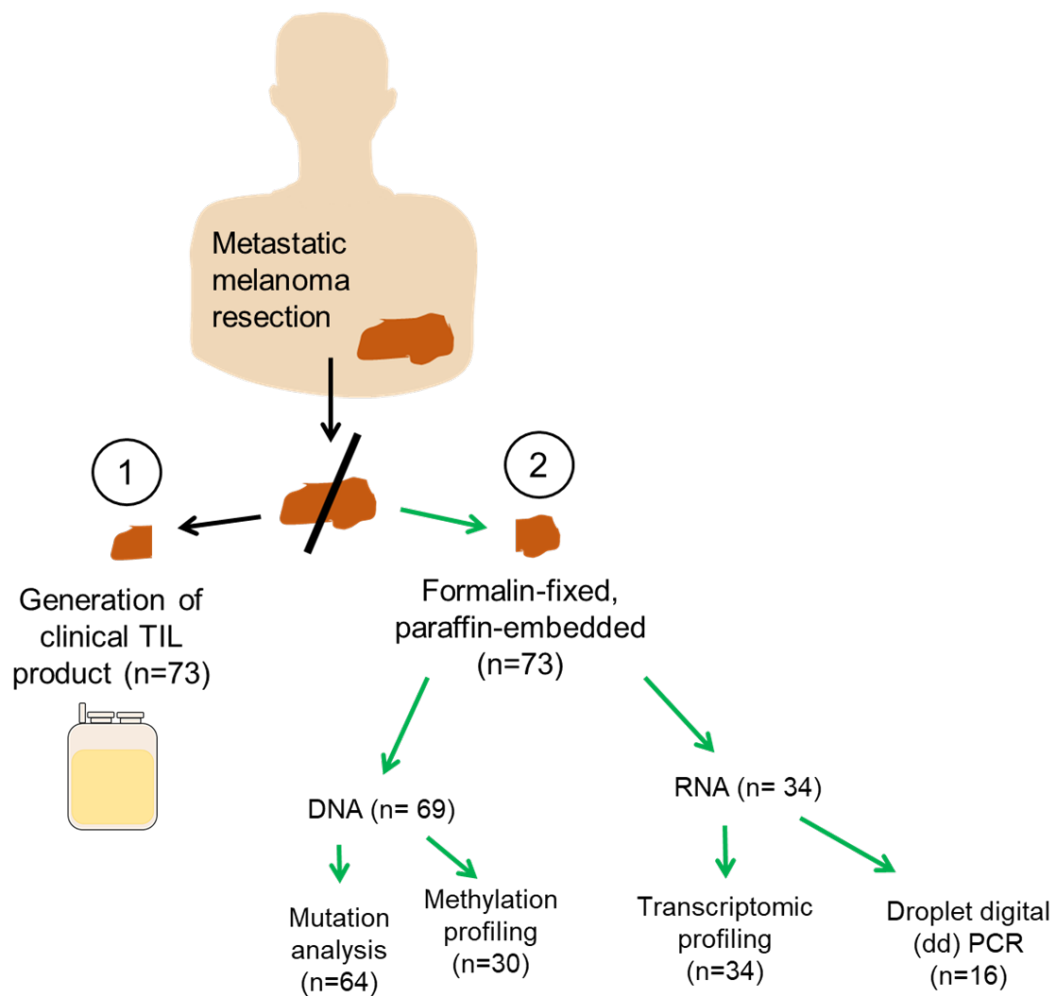 Metastatic
melanoma
resection
1
2
Generation of
clinical TIL
product (n=73)
Formalin-fixed,
paraffin-embedded
(n=73)
DNA (n= 69)
RNA (n= 34)
Mutation
analysis
(n=64)
Methylation
profiling
(n=30)
Transcriptomic
profiling
(n=34)
Droplet digital
(dd) PCR
(n=16)